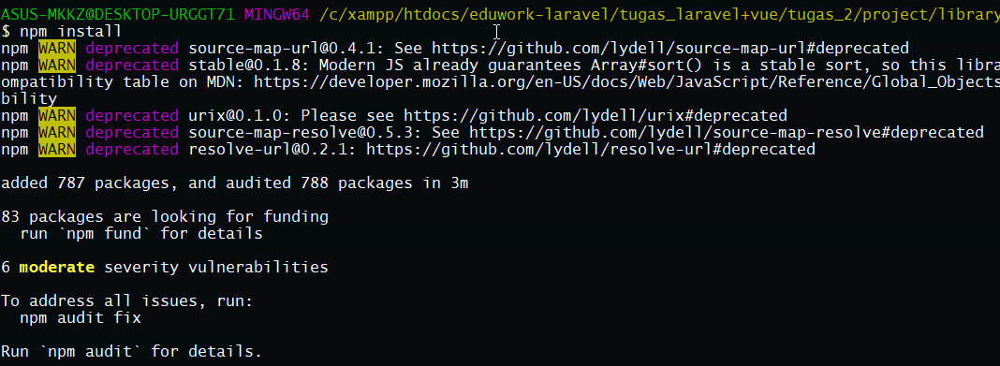 ASUS-MKKZ@DESKTOP-URGGT71 MINGW64 /c/xampp/htdocs/eduwork-laravel/tugas_laravel+vue/tugas_2/project/library
$ npm install
npm WARN deprecated source-map-url@0.4.1: See https://github.com/lydell/source-map-url#deprecated
npm WARN deprecated stable@0.1.8: Modern JS already guarantees Array#sort() is a stable sort, so this libra
ompatibility table on MDN: https://developer.mozilla.org/en-US/docs/Web/JavaScript/Reference/Global_Objects
bility
npm WARN deprecated urix@0.1.0: Please see https://github.com/lydell/urix#deprecated
npm WARN deprecated source-map-resolve@0.5.3: See https://github.com/lydell/source-map-resolve#deprecated
npm WARN deprecated resolve-url@0.2.1: https://github.com/lydell/resolve-url#deprecated
added 787 packages, and audited 788 packages in 3m
83 packages are looking for funding
run `npm fund` for details
6 moderate severity vulnerabilities
To address all issues, run:
npm audit fix
Run `npm audit` for details.